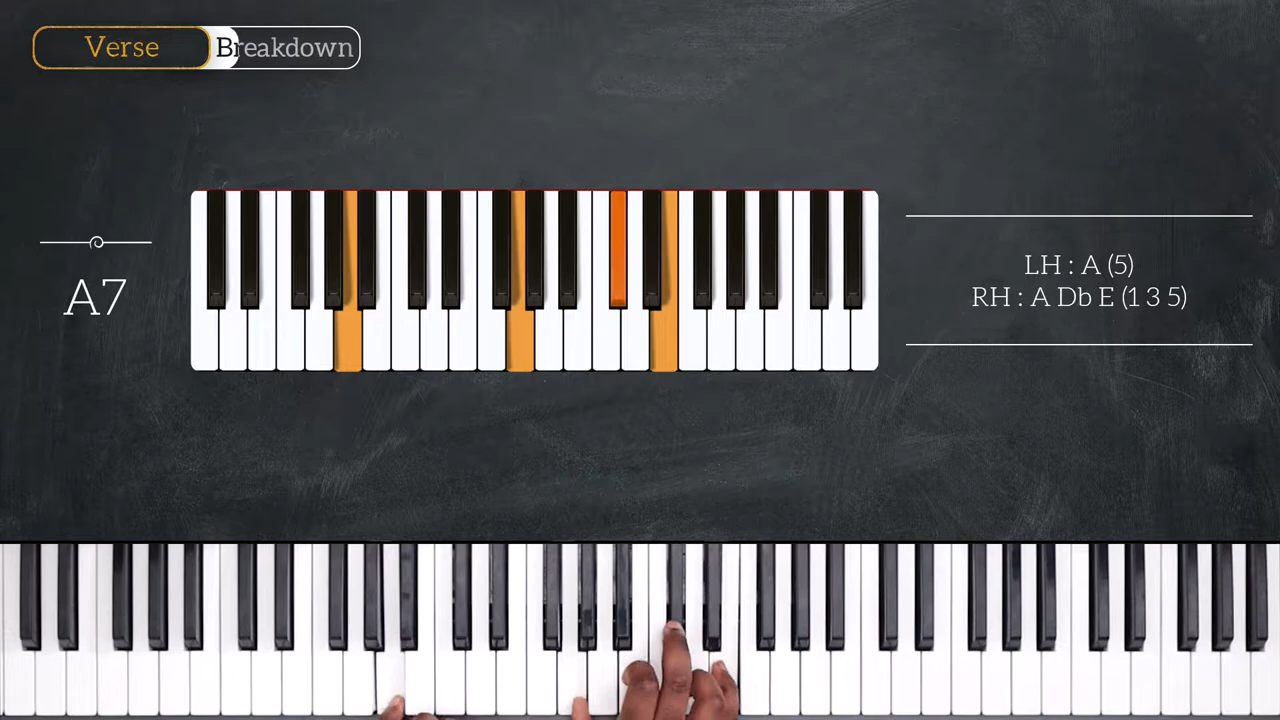 Verse Breakdown
A7
LH : A (5)
RH : A Db E (1 3 5)